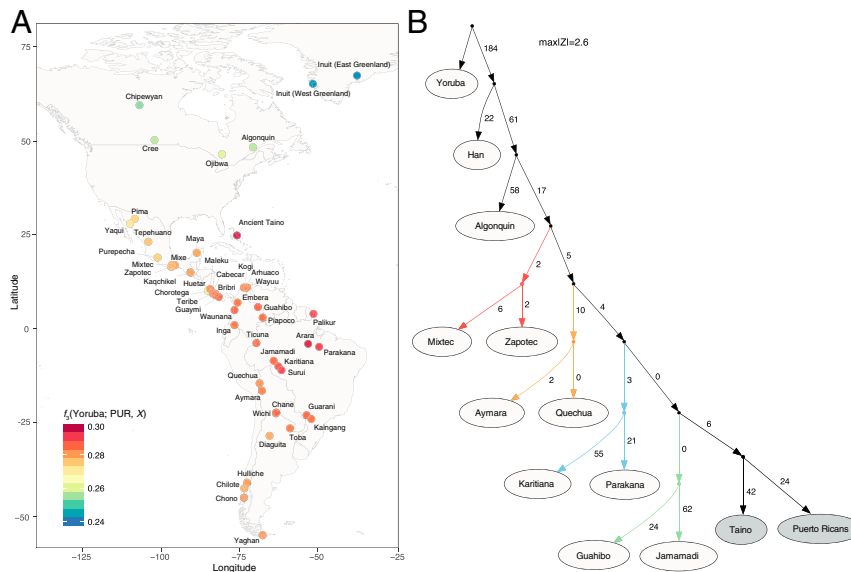 A
75
50
25
0
−25
−50
−125
−100
−75
−50
−25
Latitude
Longitude
Inuit (East Greenland)
Inuit (West Greenland)
Chipewyan
Cree
Algonquin
Ojibwa
Pima
Yaqui
Tepehuano
Ancient Taino
Purepecha
Maya
Mixtec
Mixe
Maleku
Kogi
Zapotec
Cabecar
Arhuaco
Kaqchikel
Huetar
Bribri
Wayuu
Chorotega
Embera
Teribe
Guahibo
Guaymi
Waunana
Piapoco
Palikur
Inga
Ticuna
Arara
Jamamadi
Parakana
Karitiana
Surui
Quechua
Aymara
Chane
Guarani
Wichi
Kaingang
Toba
Diaguita
Hulliche
Chilote
Chono
Yaghan
f3(Yoruba; PUR, X)
0.30
0.28
0.26
0.24
B
max|Z|=2.6
184
Yoruba
22
61
Han
58
17
Algonquin
2
5
6
2
10
4
Mixtec
Zapotec
2
0
3
0
Aymara
Quechua
55
21
0
6
Karitiana
Parakana
24
62
42
24
Taino
Puerto Ricans
Guahibo
Jamamadi